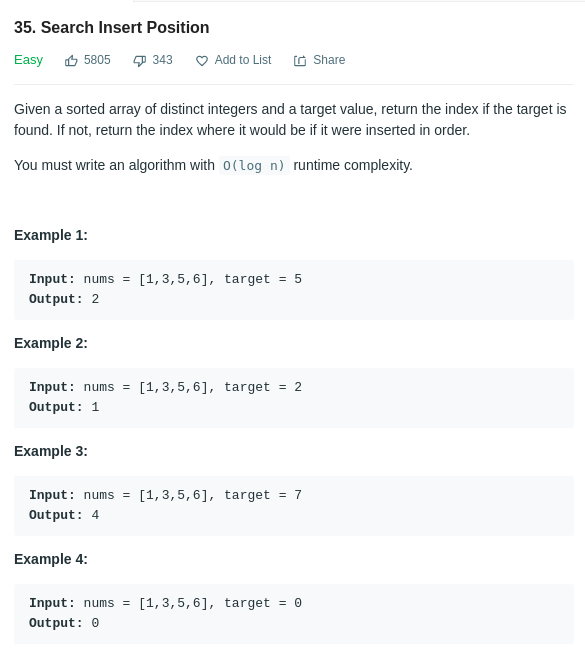 35. Search Insert Position
Easy 5805 343 Add to List Share
Given a sorted array of distinct integers and a target value, return the index if the target is
found. If not, return the index where it would be if it were inserted in order.
You must write an algorithm with O(log n) runtime complexity.
Example 1:
Input: nums = [1,3,5,6], target = 5
Output: 2
Example 2:
Input: nums = [1,3,5,6], target = 2
Output: 1
Example 3:
Input: nums = [1,3,5,6], target = 7
Output: 4
Example 4:
Input: nums = [1,3,5,6], target = 0
Output: 0